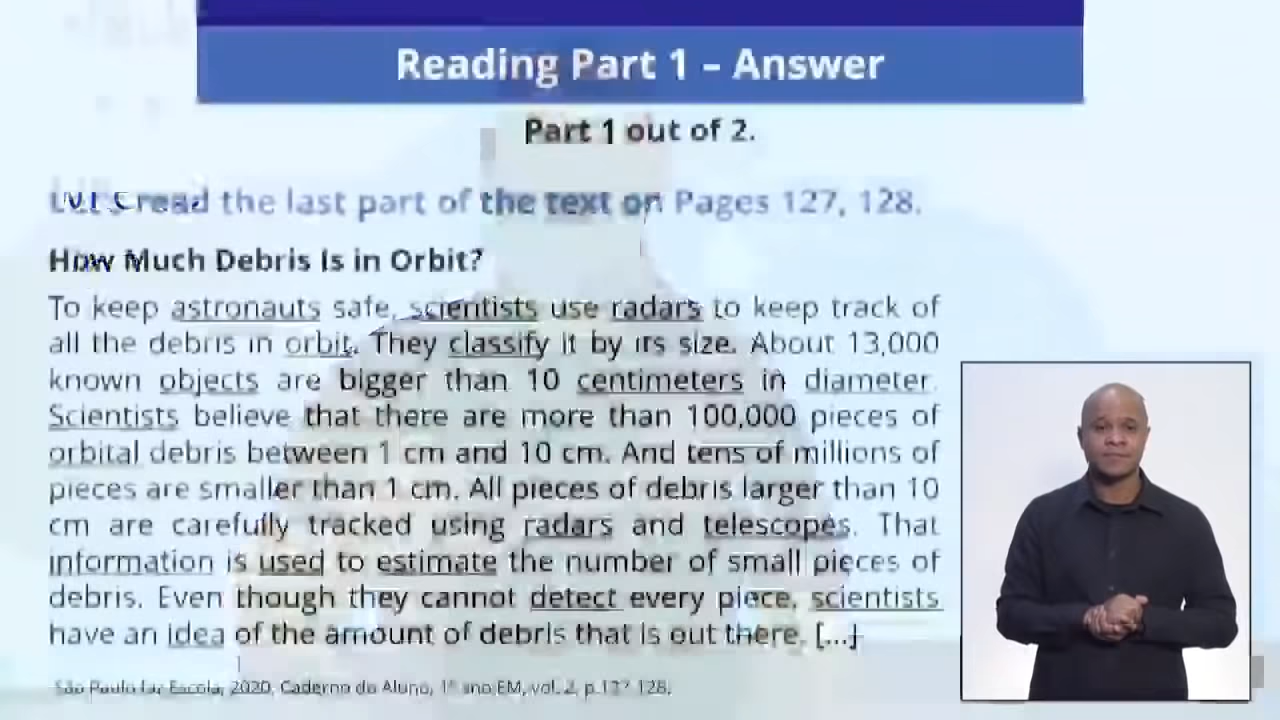 Reading Part 1 – Answer
Part 1 out of 2.
Let's read the last part of the text on Pages 127, 128.
How Much Debris Is in Orbit?
To keep astronauts safe, scientists use radars to keep track of
all the debris in orbit. They classify it by its size. About 13,000
known objects are bigger than 10 centimeters in diameter.
Scientists believe that there are more than 100,000 pieces of
orbital debris between 1 cm and 10 cm. And tens of millions of
pieces are smaller than 1 cm. All pieces of debris larger than 10
cm are carefully tracked using radars and telescopes. That
information is used to estimate the number of small pieces of
debris. Even though they cannot detect every piece, scientists
have an idea of the amount of debris that is out there. [...]
São Paulo faz Escola, 2020, Caderno do Aluno, 1ª ano EM, vol. 2, p.127-128.